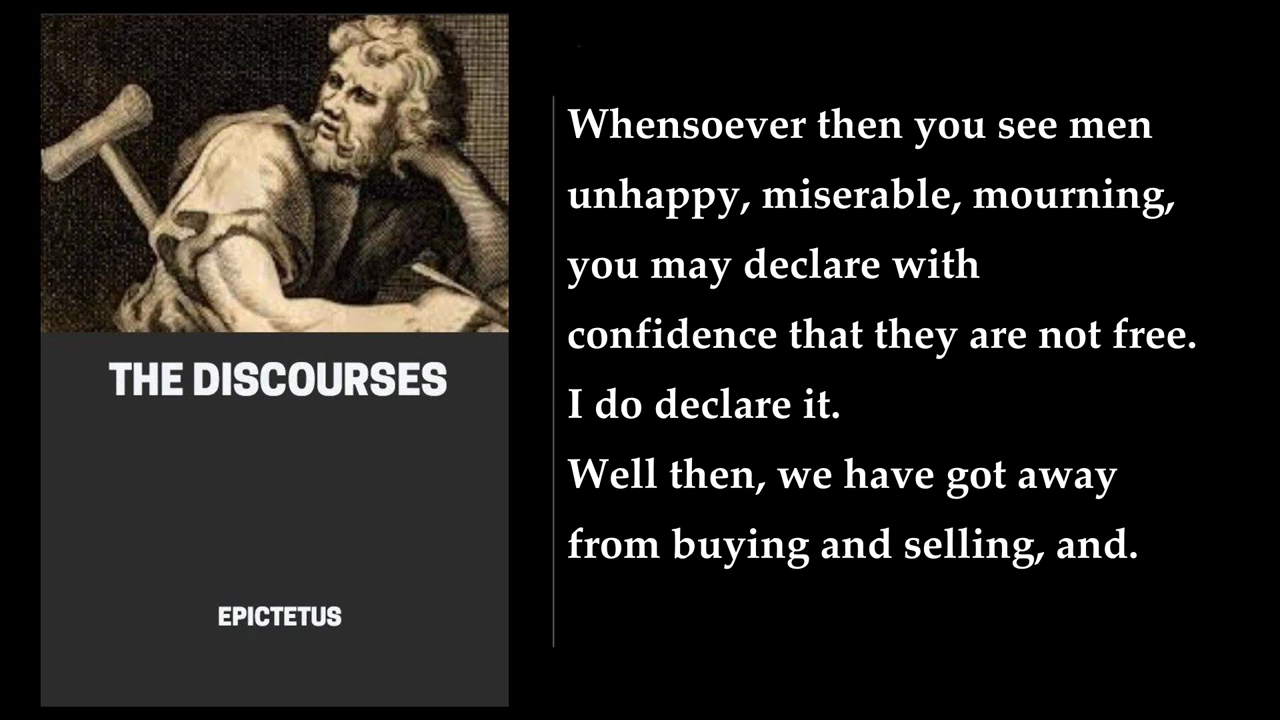 THE DISCOURSES
EPICTETUS
Whensoever then you see men
unhappy, miserable, mourning,
you may declare with
confidence that they are not free.
I do declare it.
Well then, we have got away
from buying and selling, and.